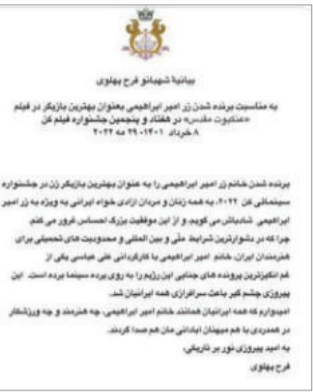 بیانیهٔ شهبانو فرح پهلوی
به مناسبت برنده شدن زر امیر ابراهیمی بعنوان بهترین بازیگر در فیلم
«عنکبوت مقدس» در هفتاد و پنجمین جشنواره فیلم کن
۸ خرداد ۱۴۰۱- ۲۹ مه ۲۰۲۲
برنده شدن خانم زر امیر ابراهیمی را به عنوان بهترین بازیگر زن در جشنواره
سینمائی کن ۲۰۲۲، به همه زنان و مردان آزادی خواه ایرانی به ویژه به زر امیر
ابراهیمی شادباش می گویم، و از این موفقیت بزرگ احساس غرور می کنم.
چرا که در دشوارترین شرایط ملّی و بین المللی و محدودیت های تحمیلی برای
هنرمندان ایران، خانم امیر ابراهیمی با کارگردانی علی عباسی یکی از
غم انگیزترین پرونده های جنایی این رژیم را به روی پرده سینما برده است. این
پیروزی چشم گیر باعث سرافرازی همه ایرانیان شد.
امیدوارم که همه ایرانیان همانند خانم امیر ابراهیمی، چه هنرمند و چه ورزشکار
در همدردی با هم میهنان آبادانی مان هم صدا گردند.
به امید پیروزی نور بر تاریکی،
فرح پهلوی